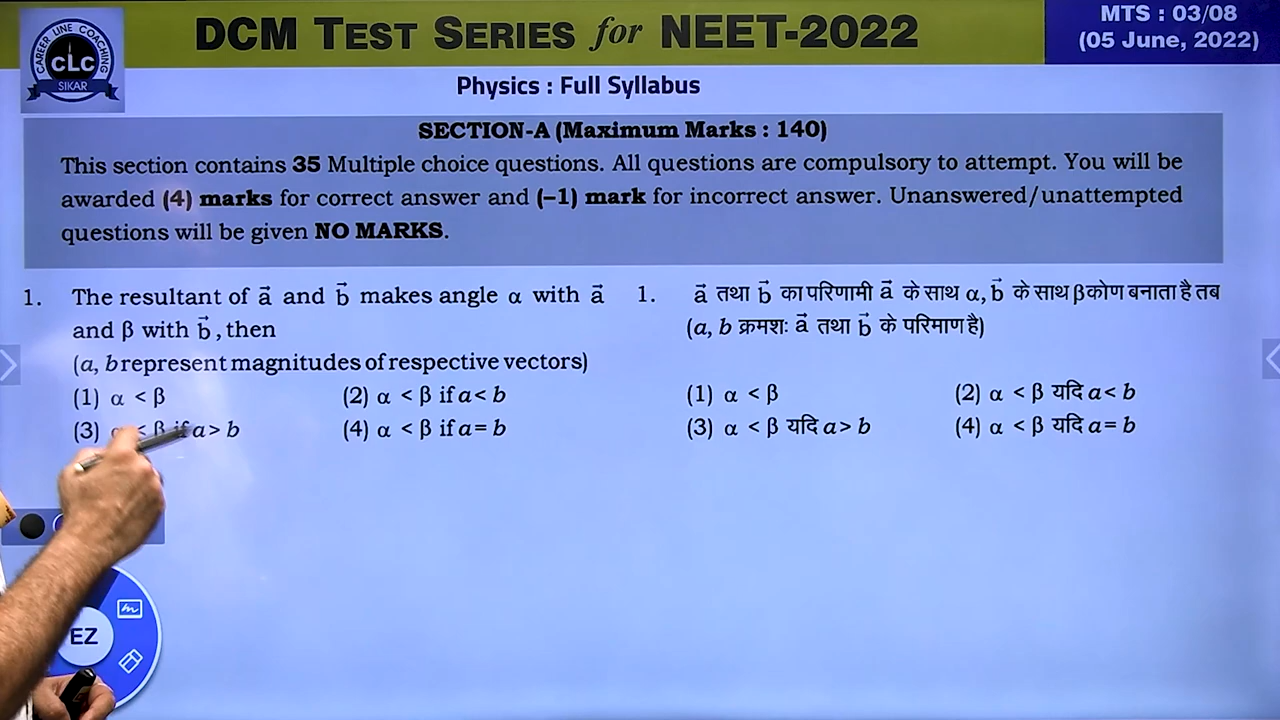 CAREER LINE COACHING
CLC
SIKAR
DCM TEST SERIES for NEET-2022
MTS : 03/08
(05 June, 2022)
Physics : Full Syllabus
SECTION-A (Maximum Marks : 140)
This section contains 35 Multiple choice questions. All questions are compulsory to attempt. You will be
awarded (4) marks for correct answer and (–1) mark for incorrect answer. Unanswered/unattempted
questions will be given NO MARKS.
1. The resultant of a⃗ and b⃗ makes angle α with a⃗
and β with b⃗, then
(a, b represent magnitudes of respective vectors)
(1) α < β (2) α < β if a < b
(3) < β if a > b (4) α < β if a = b
1. a⃗ तथा b⃗ का परिणामी a⃗ के साथ α, b⃗ के साथ β कोण बनाता है तब
(a, b क्रमशः a⃗ तथा b⃗ के परिमाण है)
(1) α < β (2) α < β यदि a < b
(3) α < β यदि a > b (4) α < β यदि a = b
EZ